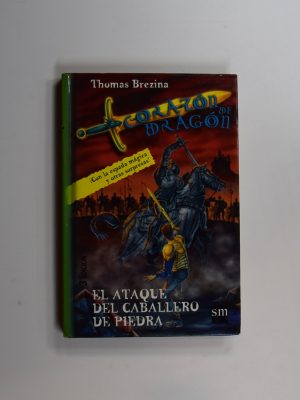 Thomas Brezina
CORAZÓN DE
DRAGÓN
¡Con la espada mágica
y otras sorpresas!
EL ATAQUE
DEL CABALLERO
DE PIEDRA
sm